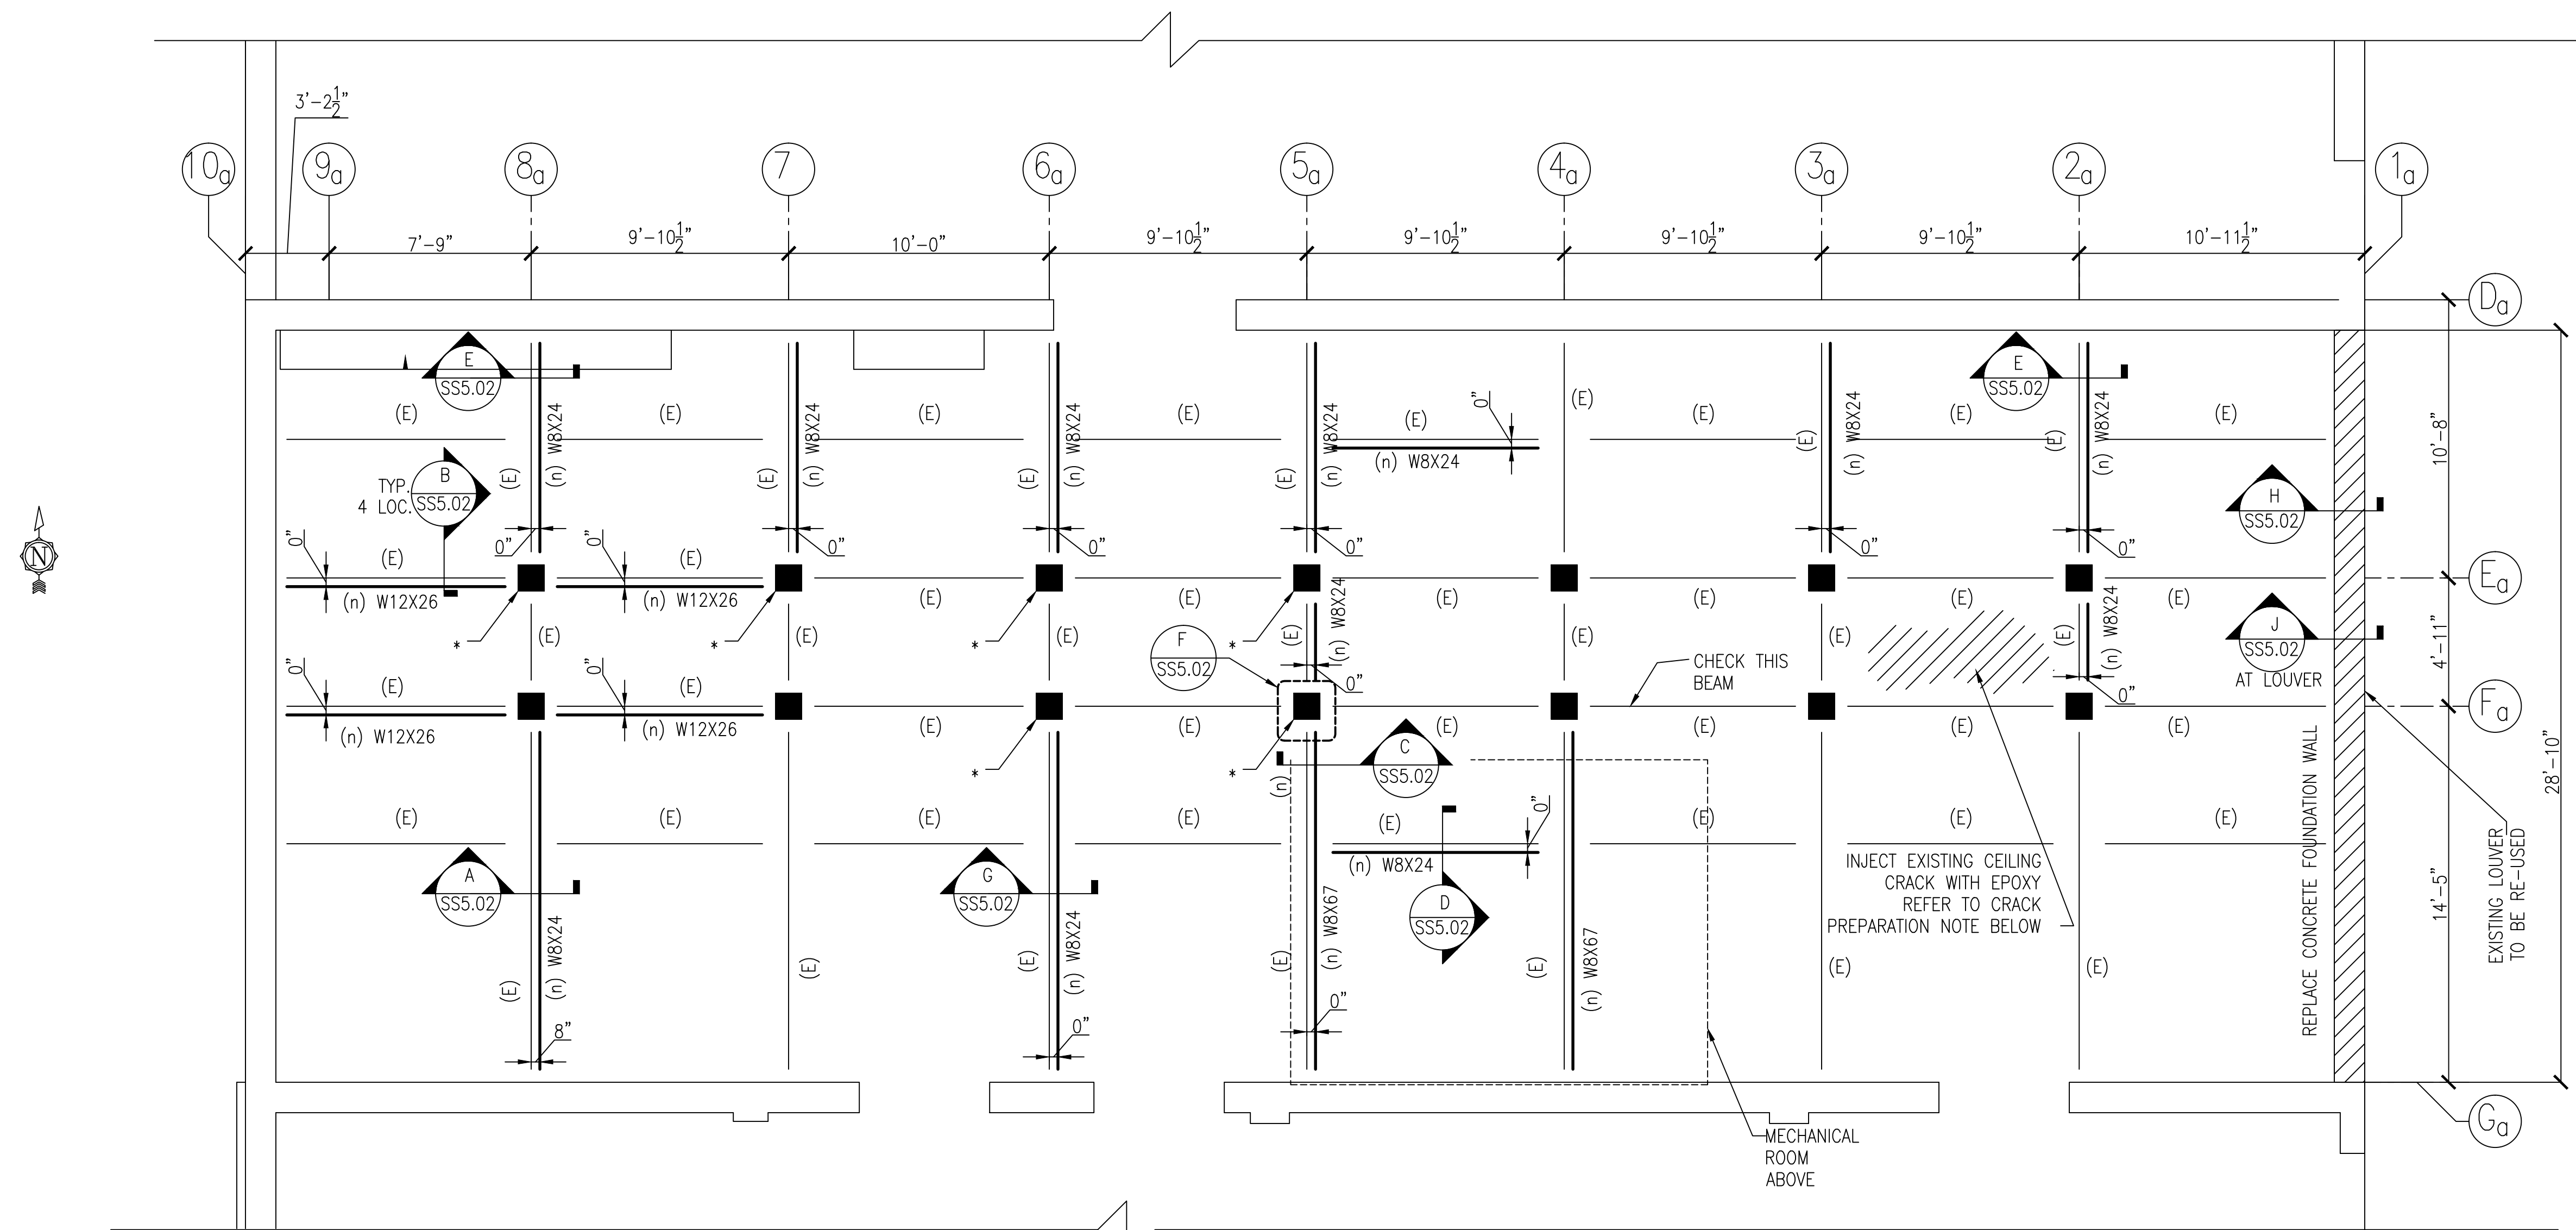 3'-2 1/2"
10a
9a
8a
7
6a
5a
4a
3a
2a
1a
7'-9"
9'-10 1/2"
10'-0"
9'-10 1/2"
9'-10 1/2"
9'-10 1/2"
9'-10 1/2"
10'-11 1/2"
Da
E
SS5.02
E
SS5.02
(E)
(E)
(E)
(E)
(E)
(E)
(E)
(E)
(E)
0"
(n) W8X24
(E)
(n) W8X24
(E)
(n) W8X24
(E)
(n) W8X24
(E)
(n) W8X24
(E)
(n) W8X24
(E)
(n) W8X24
10'-8"
TYP.
4 LOC.
B
SS5.02
H
SS5.02
0"
0"
0"
0"
0"
0"
N
0"
(E)
0"
(E)
Ea
(n) W12X26
(n) W12X26
(E)
(E)
(E)
(E)
(E)
(E)
*
*
*
*
(E)
(E)
(E)
(E)
(n) W8X24
0"
(E)
(E)
(E)
(n) W8X24
0"
J
SS5.02
AT LOUVER
4'-11"
F
SS5.02
CHECK THIS
BEAM
0"
(E)
0"
(E)
Fa
(n) W12X26
(n) W12X26
(E)
(E)
(E)
(E)
(E)
(E)
*
*
C
SS5.02
(n)
28'-10"
(E)
(E)
(E)
(E)
(E)
0"
(E)
(E)
(E)
(n) W8X24
INJECT EXISTING CEILING
CRACK WITH EPOXY
REFER TO CRACK
PREPARATION NOTE BELOW
REPLACE CONCRETE FOUNDATION WALL
EXISTING LOUVER
TO BE RE-USED
14'-5"
A
SS5.02
G
SS5.02
D
SS5.02
(E)
(n) W8X24
(E)
(E)
(n) W8X24
(E)
(n) W8X67
(E)
(n) W8X67
(E)
(E)
8"
0"
0"
Ga
MECHANICAL
ROOM
ABOVE